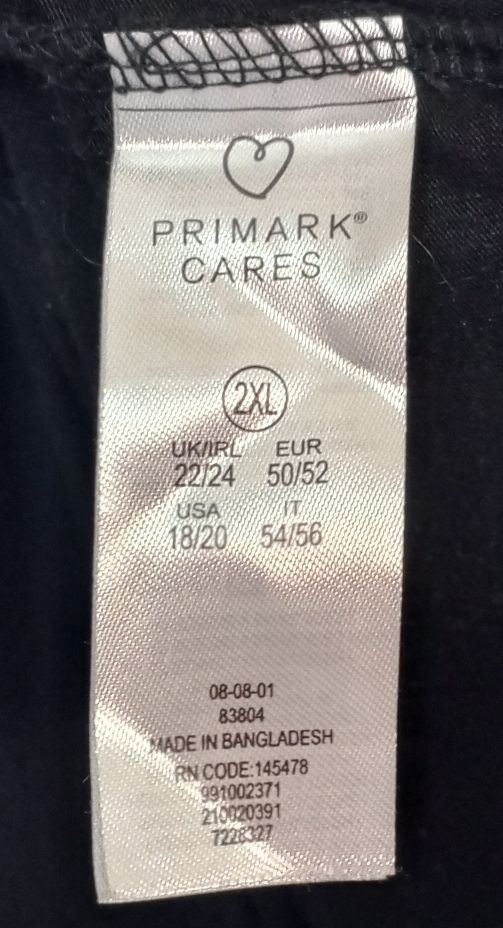 PRIMARK®
CARES
2XL
UK/IRL EUR
22/24 50/52
USA IT
18/20 54/56
08-08-01
83804
MADE IN BANGLADESH
RN CODE:145478
991002371
210020391
7228327